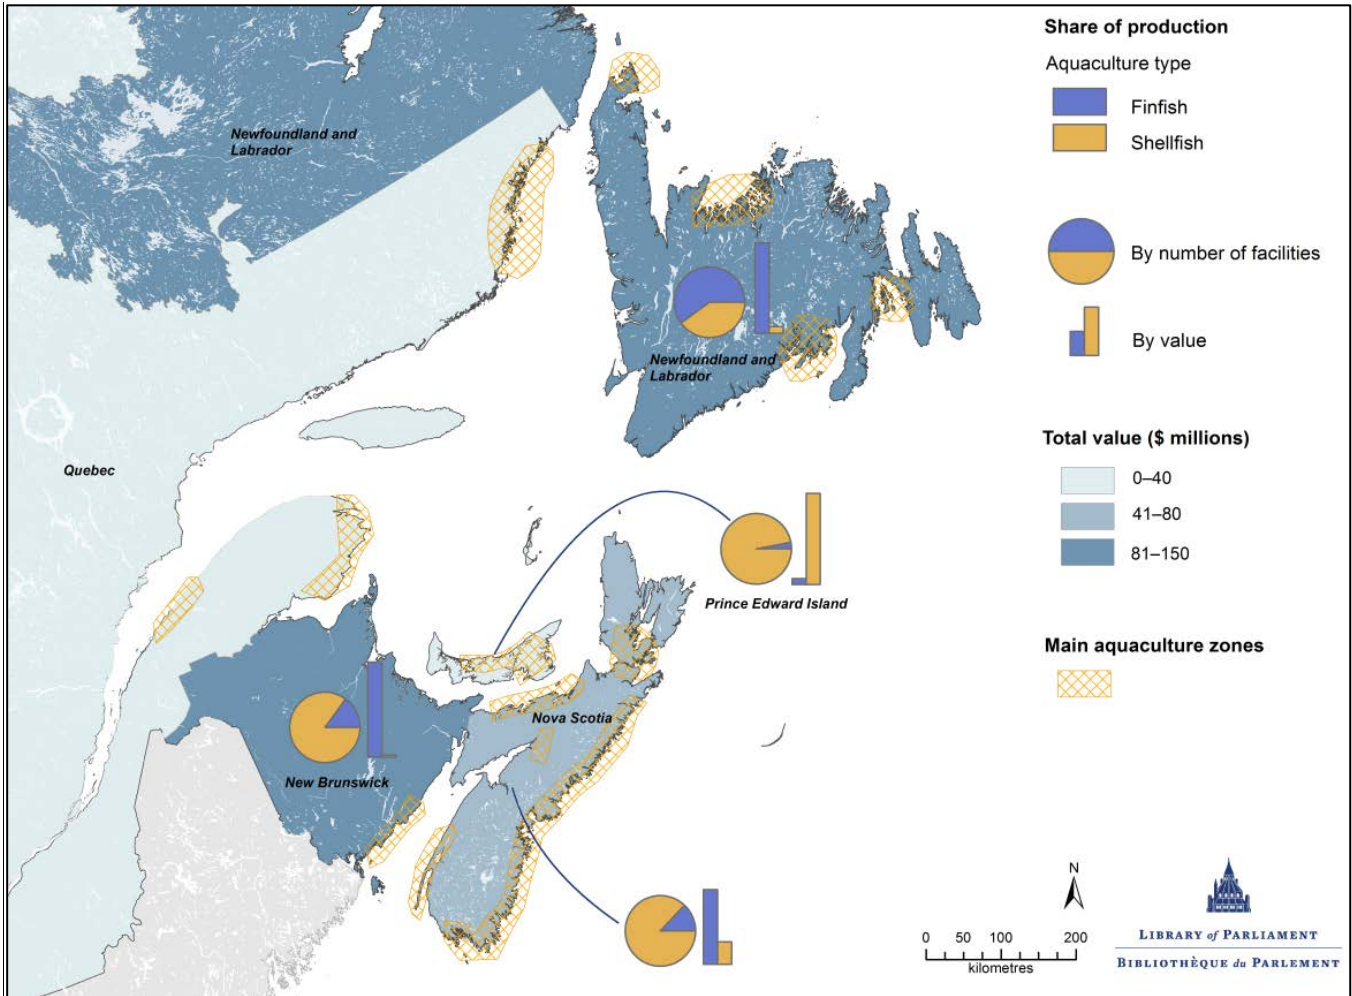 Share of production
Aquaculture type
Finfish
Shellfish
By number of facilities
By value
Total value ($ millions)
0–40
41–80
81–150
Main aquaculture zones
Newfoundland and
Labrador
Newfoundland and
Labrador
Quebec
Prince Edward Island
Nova Scotia
New Brunswick
N
0 50 100 200
kilometres
LIBRARY of PARLIAMENT
BIBLIOTHÈQUE du PARLEMENT